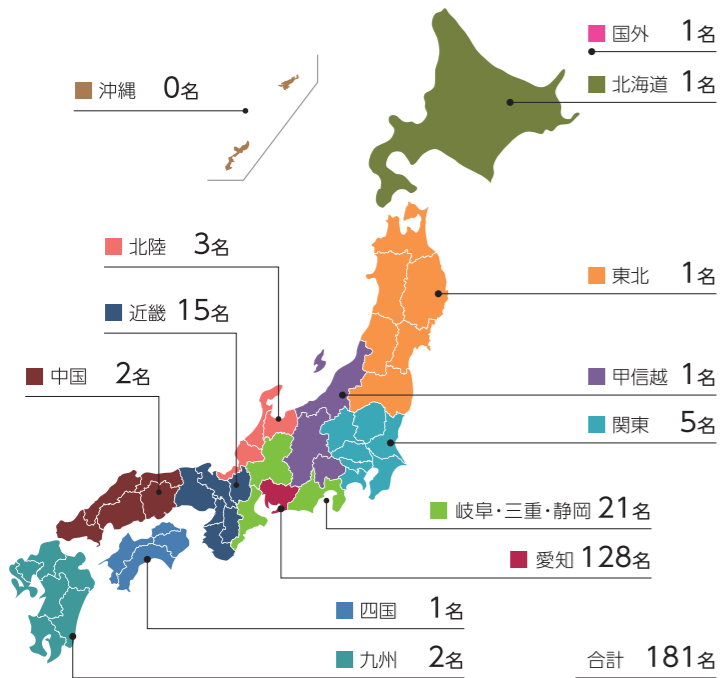 国外 1名
北海道 1名
沖縄 0名
北陸 3名
東北 1名
近畿 15名
中国 2名
甲信越 1名
関東 5名
岐阜・三重・静岡 21名
愛知 128名
四国 1名
九州 2名
合計 181名